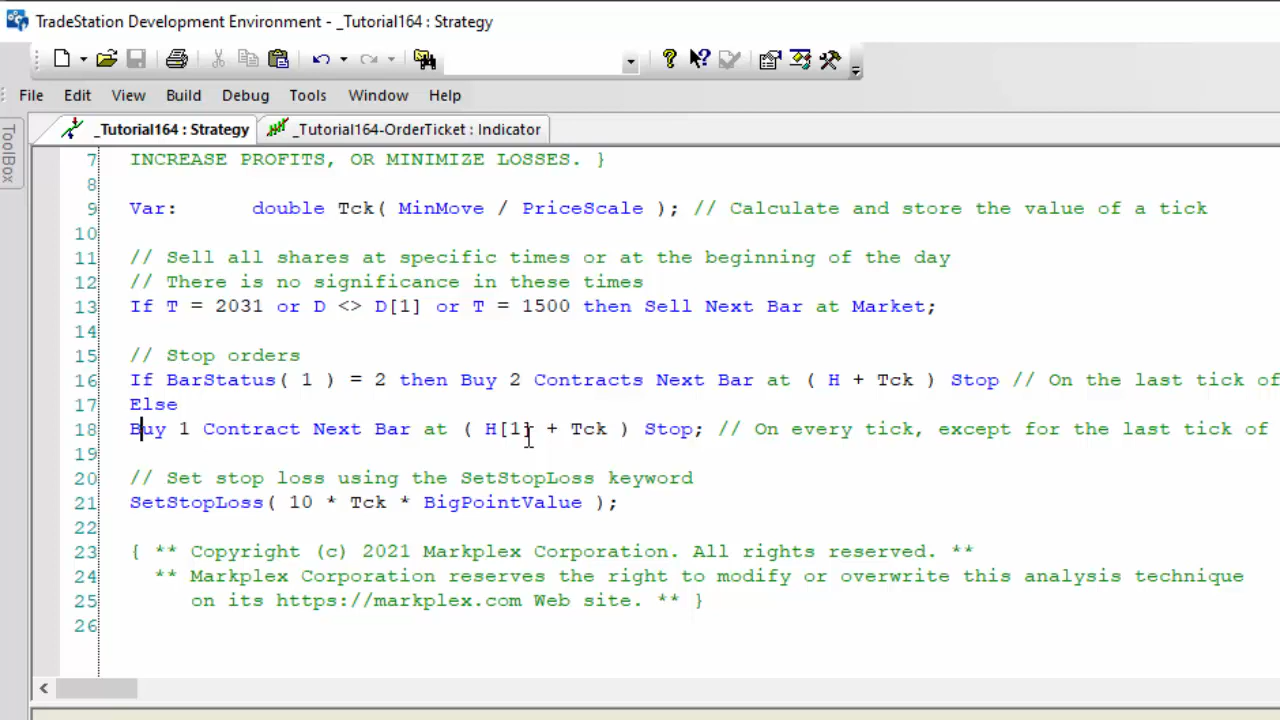 TradeStation Development Environment - _Tutorial164 : Strategy
File Edit View Build Debug Tools Window Help
ToolBox
_Tutorial164 : Strategy _Tutorial164-OrderTicket : Indicator
7 INCREASE PROFITS, OR MINIMIZE LOSSES. }
8
9 Var: double Tck( MinMove / PriceScale ); // Calculate and store the value of a tick
10
11 // Sell all shares at specific times or at the beginning of the day
12 // There is no significance in these times
13 If T = 2031 or D <> D[1] or T = 1500 then Sell Next Bar at Market;
14
15 // Stop orders
16 If BarStatus( 1 ) = 2 then Buy 2 Contracts Next Bar at ( H + Tck ) Stop // On the last tick of
17 Else
18 Buy 1 Contract Next Bar at ( H[1] + Tck ) Stop; // On every tick, except for the last tick of
19
20 // Set stop loss using the SetStopLoss keyword
21 SetStopLoss( 10 * Tck * BigPointValue );
22
23 { ** Copyright (c) 2021 Markplex Corporation. All rights reserved. **
24 ** Markplex Corporation reserves the right to modify or overwrite this analysis technique
25 on its https://markplex.com Web site. ** }
26